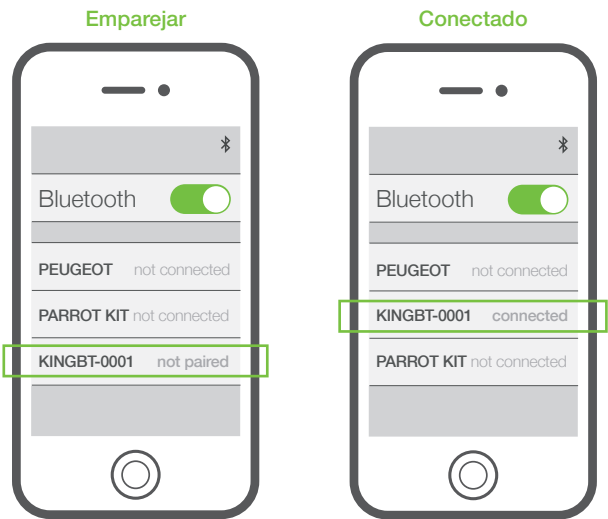 Emparejar
Bluetooth
PEUGEOT not connected
PARROT KIT not connected
KINGBT-0001 not paired
Conectado
Bluetooth
PEUGEOT not connected
KINGBT-0001 connected
PARROT KIT not connected